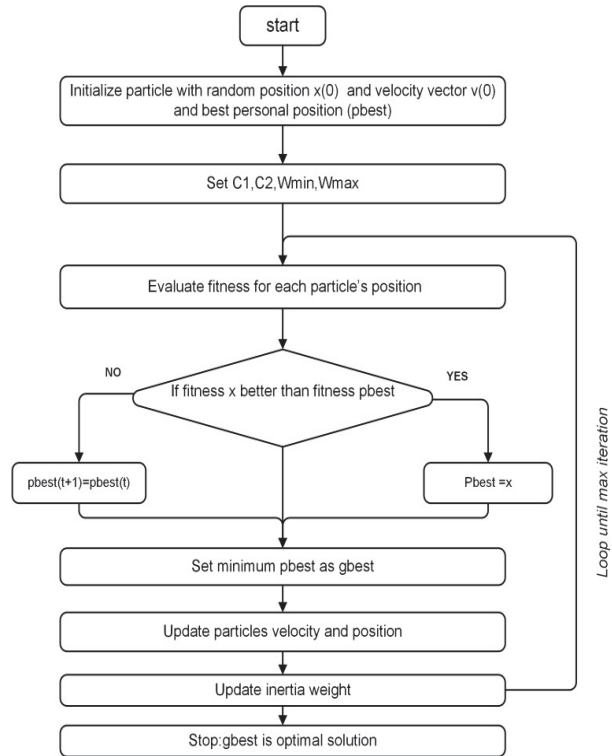 start
Initialize particle with random position x(0) and velocity vector v(0)
and best personal position (pbest)
Set C1,C2,Wmin,Wmax
Evaluate fitness for each particle's position
If fitness x better than fitness pbest
NO
YES
pbest(t+1)=pbest(t)
Pbest =x
Set minimum pbest as gbest
Update particles velocity and position
Update inertia weight
Stop:gbest is optimal solution
Loop until max iteration